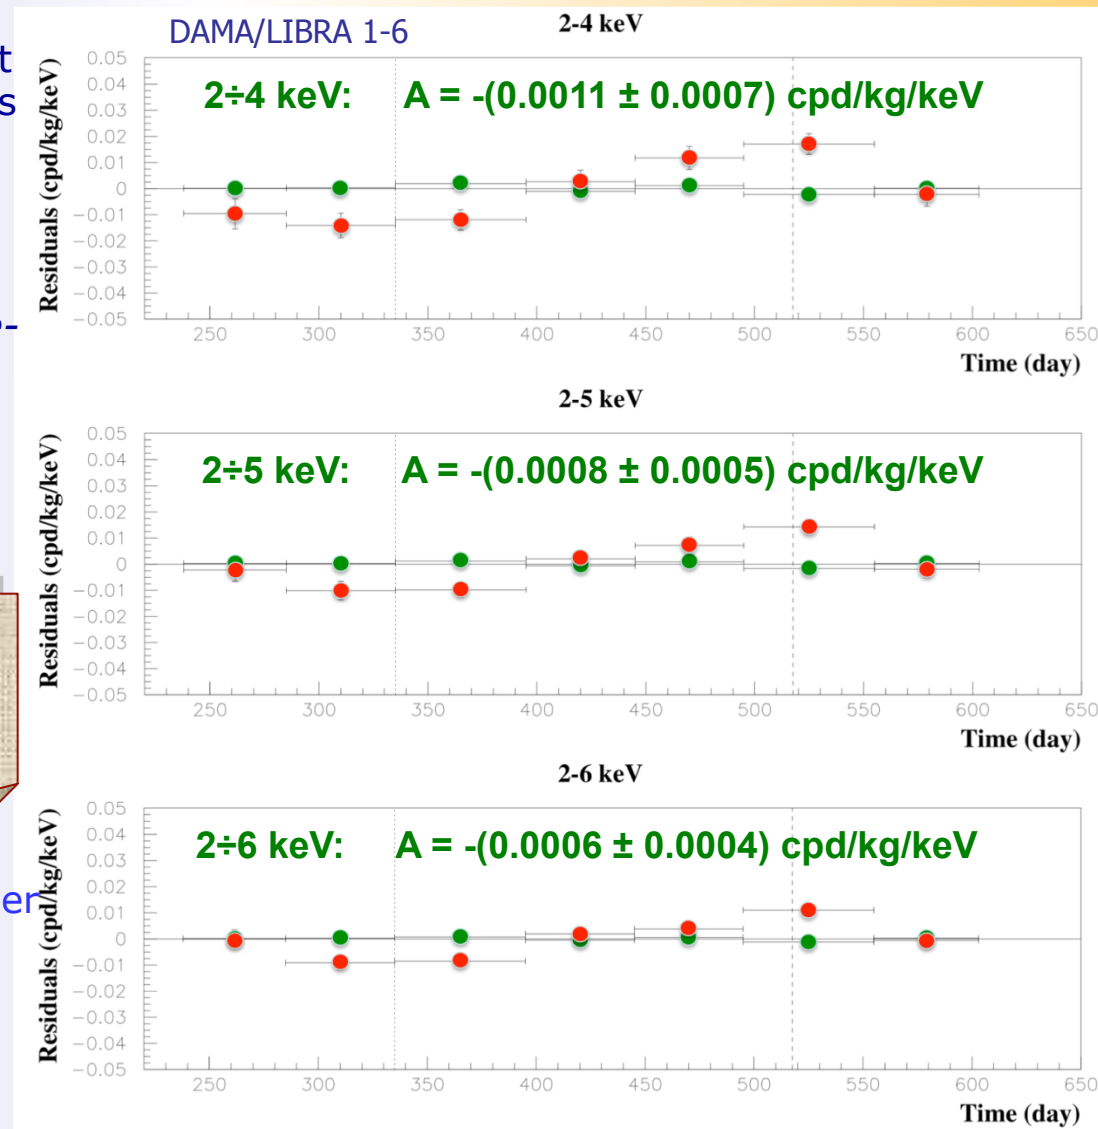 DAMA/LIBRA 1-6
2-4 keV
t
s
-
er
2÷4 keV: A = -(0.0011 ± 0.0007) cpd/kg/keV
Residuals (cpd/kg/keV)
0.05
0.04
0.03
0.02
0.01
0
-0.01
-0.02
-0.03
-0.04
-0.05
250 300 350 400 450 500 550 600 650
Time (day)
2-5 keV
2÷5 keV: A = -(0.0008 ± 0.0005) cpd/kg/keV
Residuals (cpd/kg/keV)
0.05
0.04
0.03
0.02
0.01
0
-0.01
-0.02
-0.03
-0.04
-0.05
250 300 350 400 450 500 550 600 650
Time (day)
2-6 keV
2÷6 keV: A = -(0.0006 ± 0.0004) cpd/kg/keV
Residuals (cpd/kg/keV)
0.05
0.04
0.03
0.02
0.01
0
-0.01
-0.02
-0.03
-0.04
-0.05
250 300 350 400 450 500 550 600 650
Time (day)